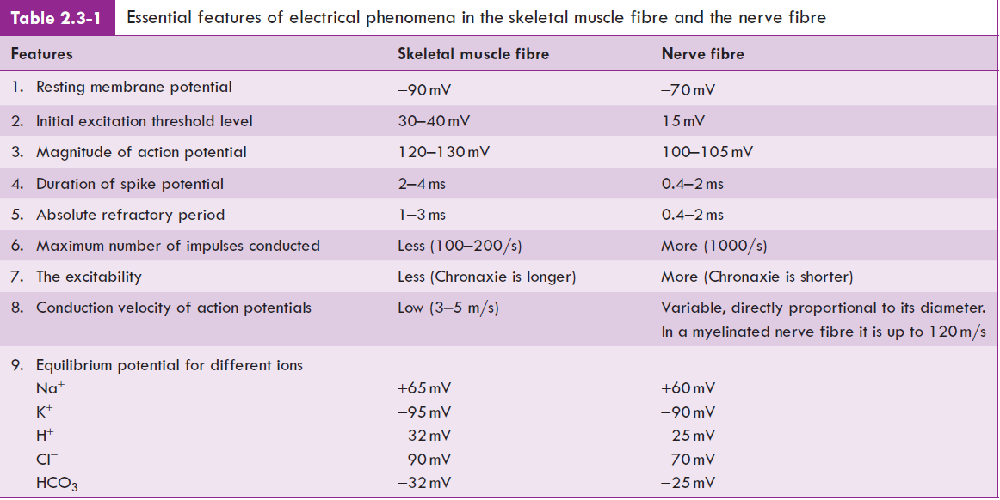 Table 2.3-1 Essential features of electrical phenomena in the skeletal muscle fibre and the nerve fibre
Features Skeletal muscle fibre Nerve fibre
1. Resting membrane potential –90 mV –70 mV
2. Initial excitation threshold level 30–40 mV 15 mV
3. Magnitude of action potential 120–130 mV 100–105 mV
4. Duration of spike potential 2–4 ms 0.4–2 ms
5. Absolute refractory period 1–3 ms 0.4–2 ms
6. Maximum number of impulses conducted Less (100–200/s) More (1000/s)
7. The excitability Less (Chronaxie is longer) More (Chronaxie is shorter)
8. Conduction velocity of action potentials Low (3–5 m/s) Variable, directly proportional to its diameter.
In a myelinated nerve fibre it is up to 120 m/s
9. Equilibrium potential for different ions
Na⁺ +65 mV +60 mV
K⁺ –95 mV –90 mV
H⁺ –32 mV –25 mV
Cl⁻ –90 mV –70 mV
HCO₃⁻ –32 mV –25 mV